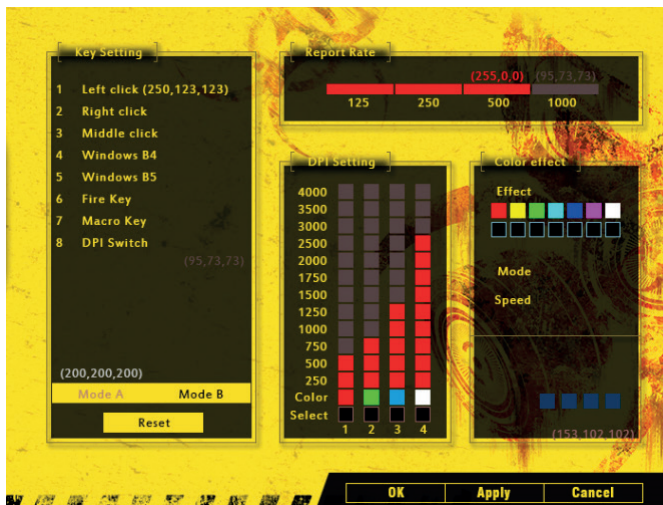 Key Setting
1 Left click (250,123,123)
2 Right click
3 Middle click
4 Windows B4
5 Windows B5
6 Fire Key
7 Macro Key
8 DPI Switch
(95,73,73)
(200,200,200)
Mode A Mode B
Reset
Report Rate
(255,0,0) (95,73,73)
125 250 500 1000
DPI Setting
4000
3500
3000
2500
2000
1750
1500
1250
1000
750
500
250
Color
Select
1 2 3 4
Color effect
Effect
Mode
Speed
(153,102,102)
OK Apply Cancel